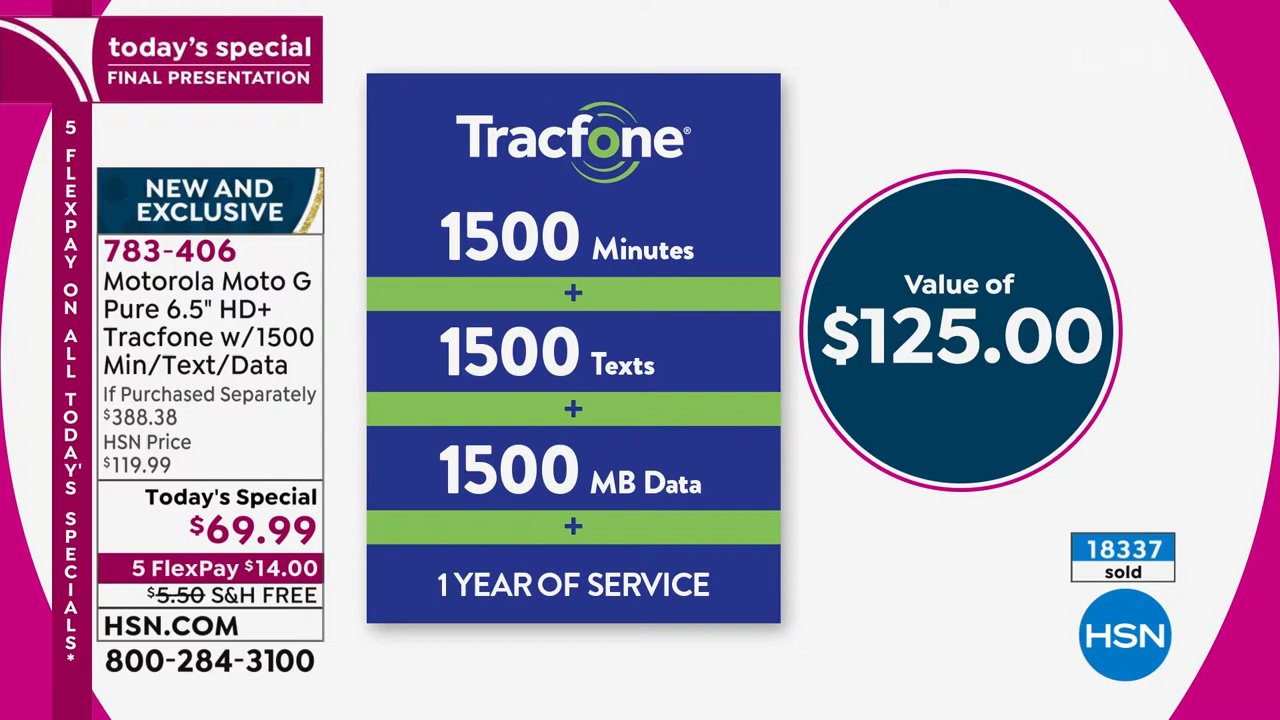 today's special
FINAL PRESENTATION
5 FLEXPAY ON ALL TODAY'S SPECIALS*
NEW AND
EXCLUSIVE
783-406
Motorola Moto G
Pure 6.5" HD+
Tracfone w/1500
Min/Text/Data
If Purchased Separately
$388.38
HSN Price
$119.99
Today's Special
$69.99
5 FlexPay $14.00
$5.50 S&H FREE
HSN.COM
800-284-3100
Tracfone®
1500 Minutes
+
1500 Texts
+
1500 MB Data
+
1 YEAR OF SERVICE
Value of
$125.00
18337
sold
HSN